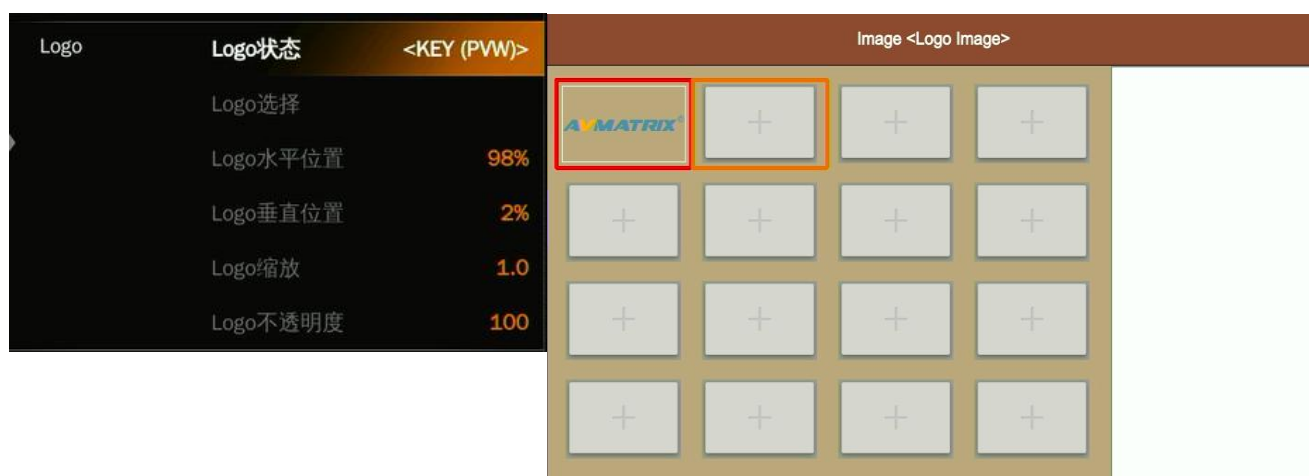 Logo
Logo状态 <KEY (PVW)>
Logo选择
Logo水平位置 98%
Logo垂直位置 2%
Logo缩放 1.0
Logo不透明度 100
Image <Logo Image>
AVMATRIX®